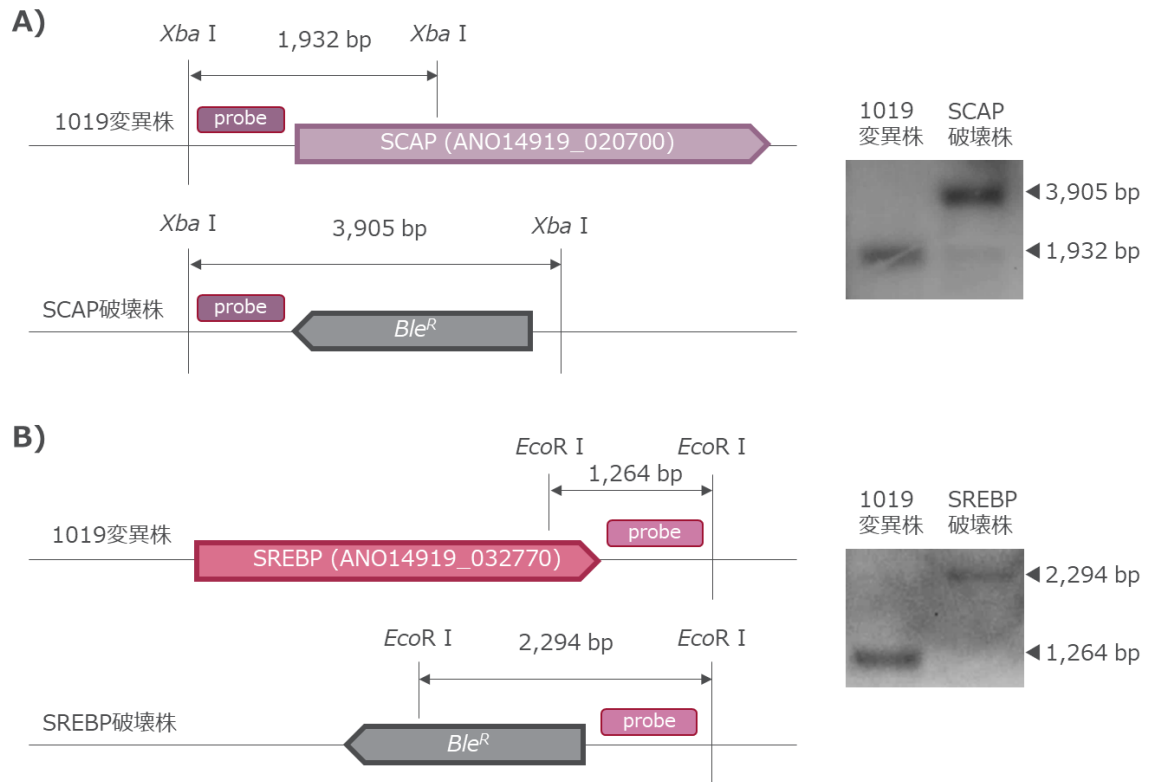 A)
Xba I
1,932 bp
Xba I
1019変異株
probe
SCAP (ANO14919_020700)
Xba I
3,905 bp
Xba I
SCAP破壊株
probe
Ble^R
1019
変異株
SCAP
破壊株
◀3,905 bp
◀1,932 bp
B)
EcoR I
1,264 bp
EcoR I
1019変異株
probe
SREBP (ANO14919_032770)
EcoR I
2,294 bp
EcoR I
SREBP破壊株
probe
Ble^R
1019
変異株
SREBP
破壊株
◀2,294 bp
◀1,264 bp